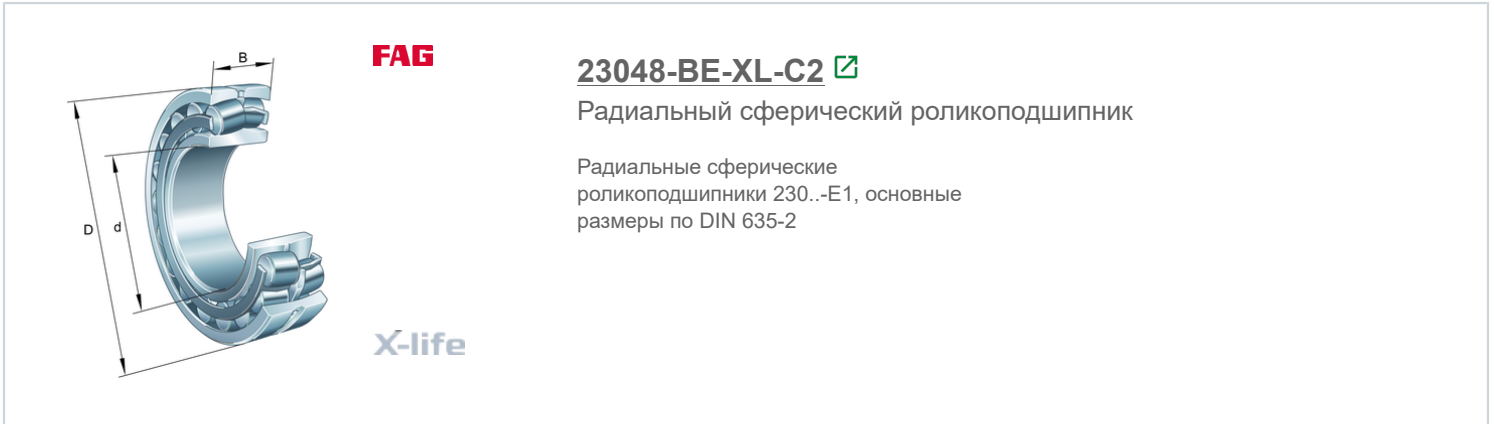 B
D
d
FAG
X-life
23048-BE-XL-C2
Радиальный сферический роликоподшипник
Радиальные сферические
роликоподшипники 230..-E1, основные
размеры по DIN 635-2